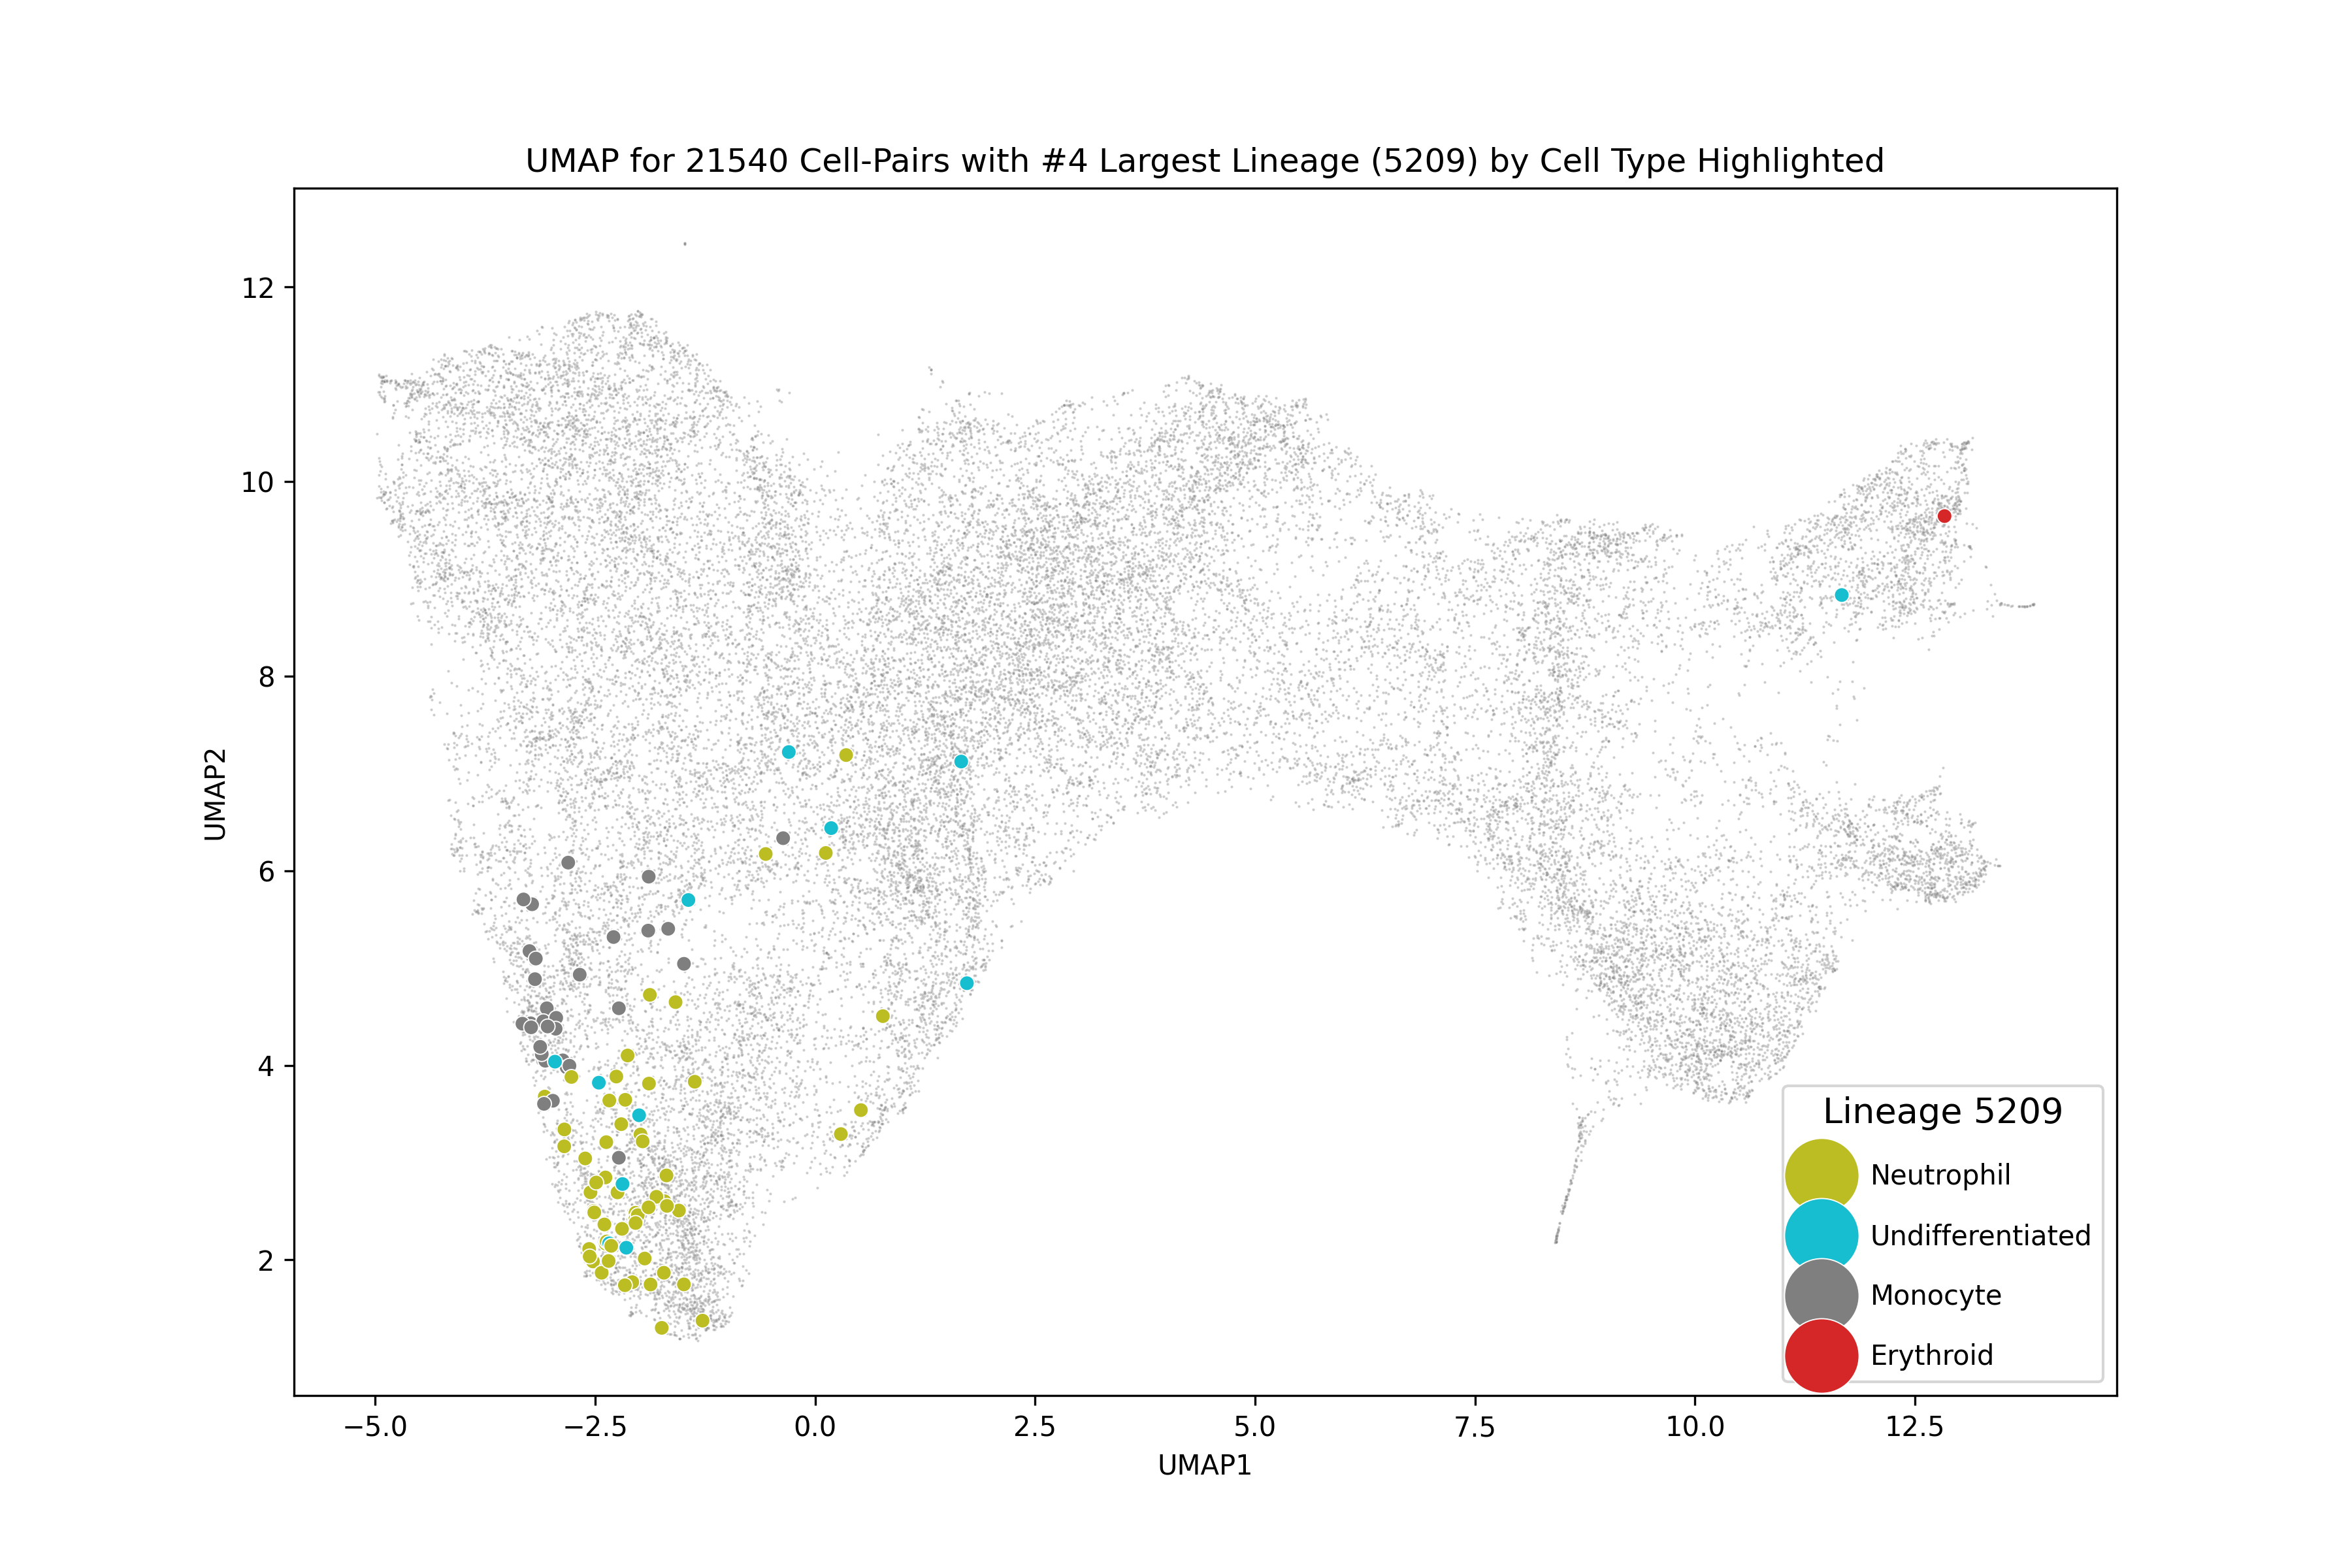 UMAP for 21540 Cell-Pairs with #4 Largest Lineage (5209) by Cell Type Highlighted
12
10
8
6
4
2
UMAP2
−5.0
−2.5
0.0
2.5
5.0
7.5
10.0
12.5
UMAP1
Lineage 5209
Neutrophil
Undifferentiated
Monocyte
Erythroid